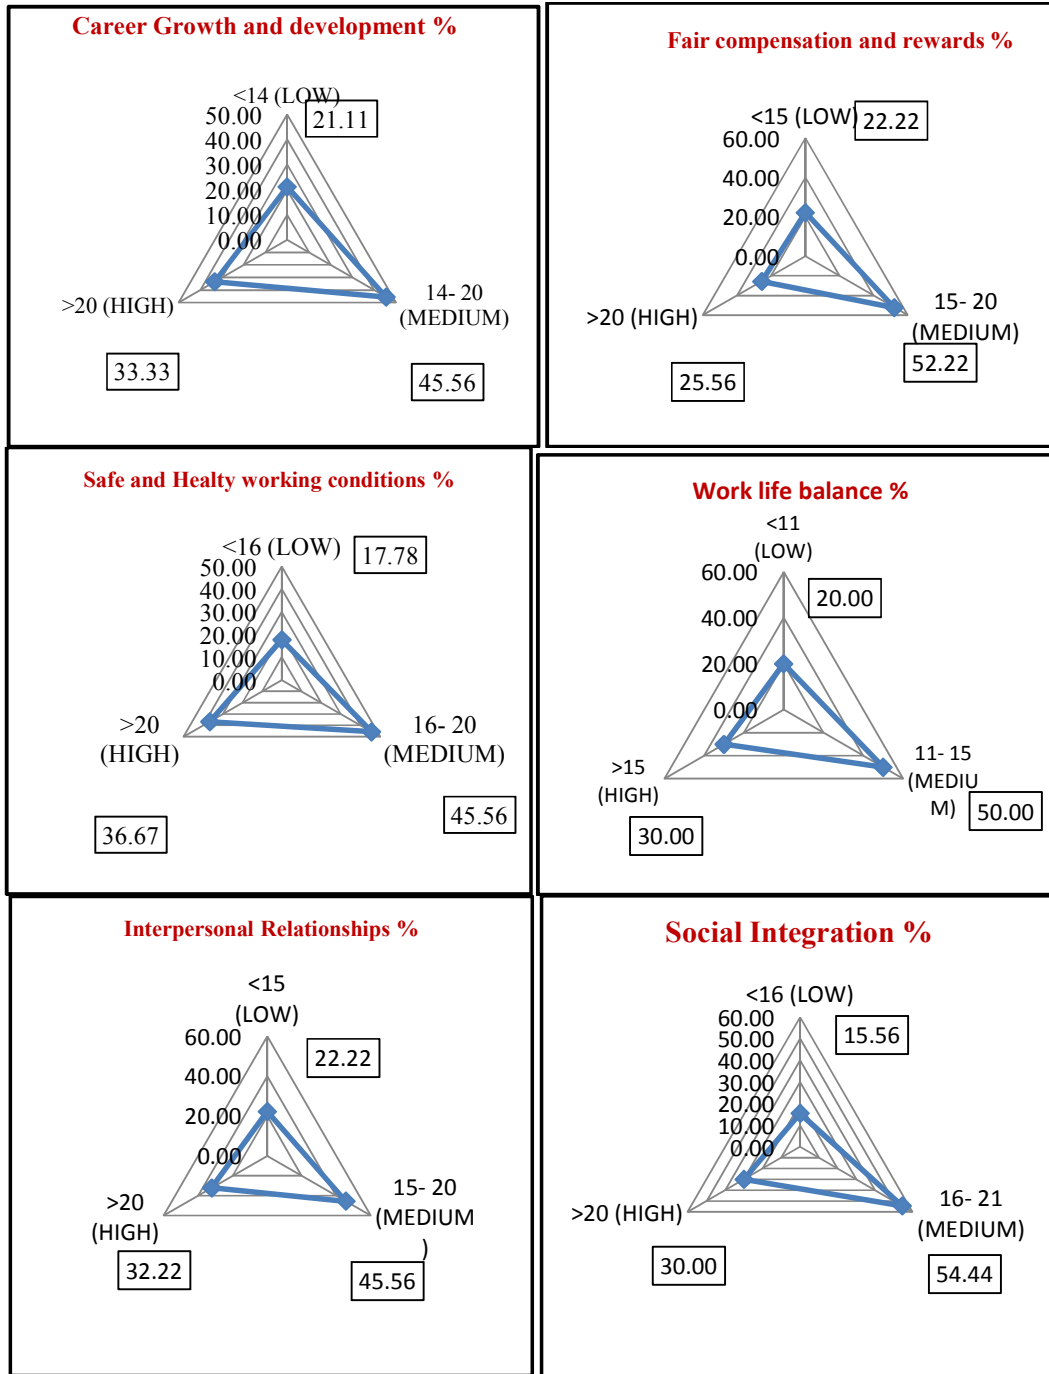 Career Growth and development %
<14 (LOW)
21.11
50.00
40.00
30.00
20.00
10.00
0.00
>20 (HIGH)
14- 20
(MEDIUM)
33.33
45.56
Fair compensation and rewards %
<15 (LOW)
22.22
60.00
40.00
20.00
0.00
>20 (HIGH)
15- 20
(MEDIUM)
52.22
25.56
Safe and Healty working conditions %
<16 (LOW)
17.78
50.00
40.00
30.00
20.00
10.00
0.00
>20
(HIGH)
16- 20
(MEDIUM)
36.67
45.56
Work life balance %
<11
(LOW)
60.00
20.00
40.00
20.00
0.00
>15
(HIGH)
11- 15
(MEDIU
M)
50.00
30.00
Interpersonal Relationships %
<15
(LOW)
60.00
22.22
40.00
20.00
0.00
>20
(HIGH)
15- 20
(MEDIUM
)
32.22
45.56
Social Integration %
<16 (LOW)
60.00
50.00
15.56
40.00
30.00
20.00
10.00
0.00
>20 (HIGH)
16- 21
(MEDIUM)
30.00
54.44